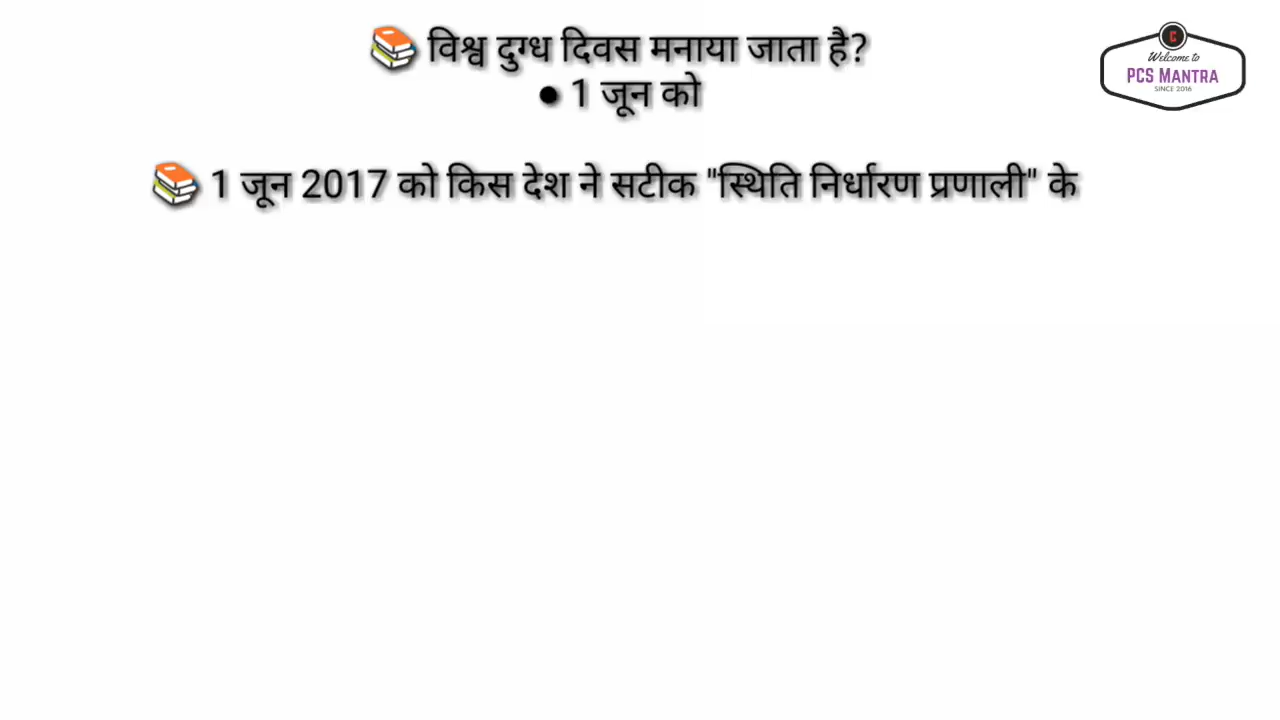 📚 विश्व दुग्ध दिवस मनाया जाता है?
● 1 जून को
📚 1 जून 2017 को किस देश ने सटीक "स्थिति निर्धारण प्रणाली" के
C
Welcome to
PCS MANTRA
SINCE 2016